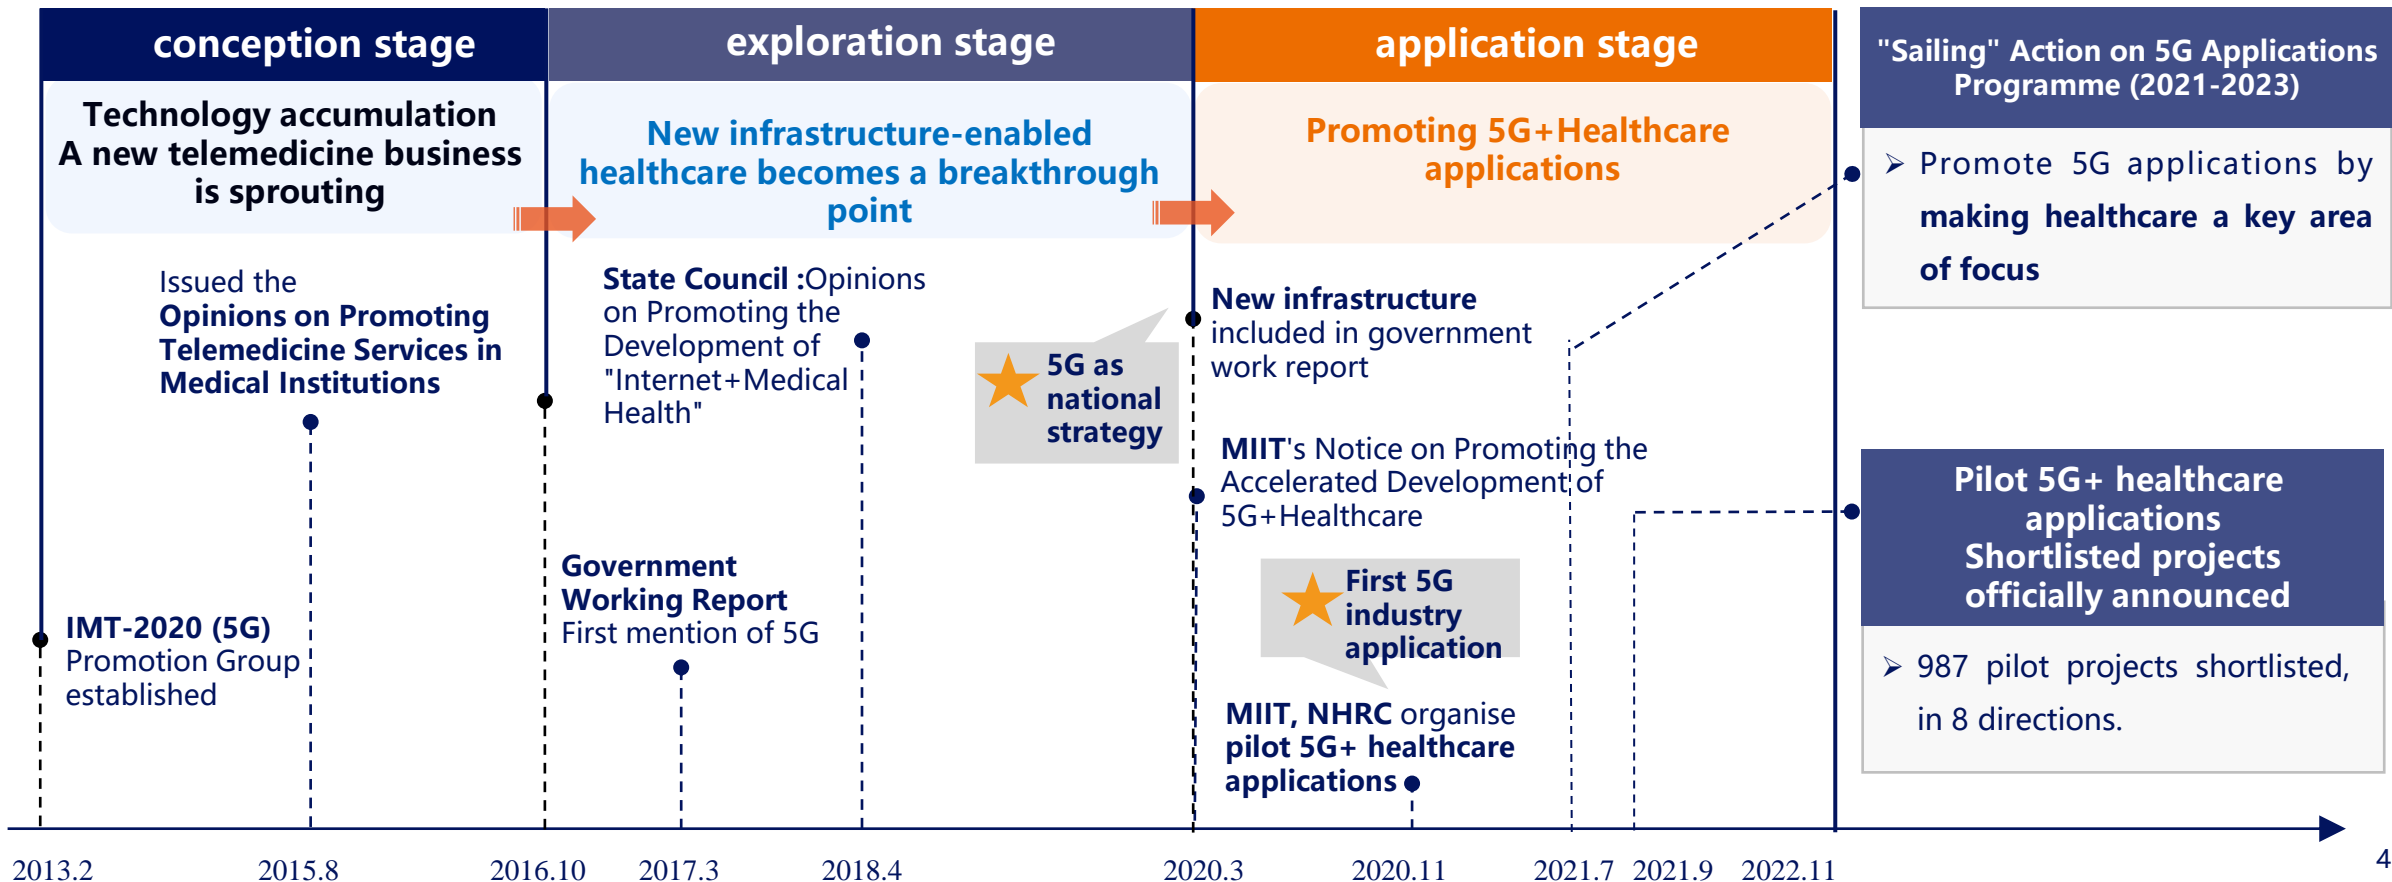 conception stage
exploration stage
application stage
Technology accumulation
A new telemedicine business
is sprouting
New infrastructure-enabled
healthcare becomes a breakthrough
point
Promoting 5G+Healthcare
applications
"Sailing" Action on 5G Applications
Programme (2021-2023)
➢ Promote 5G applications by
making healthcare a key area
of focus
Issued the
Opinions on Promoting
Telemedicine Services in
Medical Institutions
State Council :Opinions
on Promoting the
Development of
"Internet+Medical
Health"
5G as
national
strategy
New infrastructure
included in government
work report
MIIT's Notice on Promoting the
Accelerated Development of
5G+Healthcare
IMT-2020 (5G)
Promotion Group
established
Government
Working Report
First mention of 5G
First 5G
industry
application
MIIT, NHRC organise
pilot 5G+ healthcare
applications
Pilot 5G+ healthcare
applications
Shortlisted projects
officially announced
➢ 987 pilot projects shortlisted,
in 8 directions.
2013.2
2015.8
2016.10
2017.3
2018.4
2020.3
2020.11
2021.7
2021.9
2022.11
4